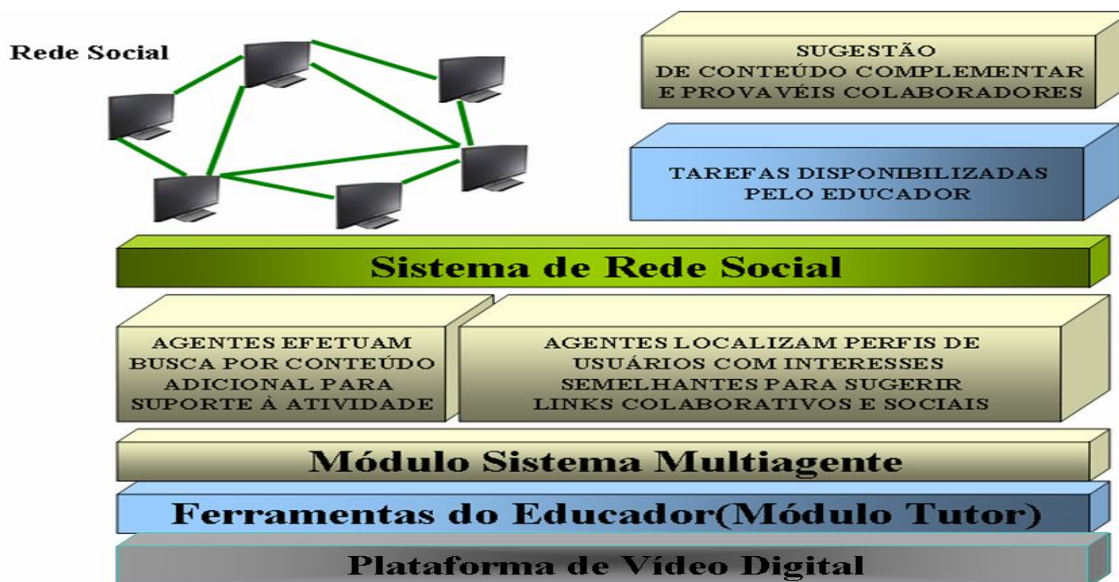 Rede Social
SUGESTÃO
DE CONTEÚDO COMPLEMENTAR
E PROVAVÉIS COLABORADORES
TAREFAS DISPONIBILIZADAS
PELO EDUCADOR
Sistema de Rede Social
AGENTES EFETUAM
BUSCA POR CONTEÚDO
ADICIONAL PARA
SUPORTE À ATIVIDADE
AGENTES LOCALIZAM PERFIS DE
USUÁRIOS COM INTERESSES
SEMELHANTES PARA SUGERIR
LINKS COLABORATIVOS E SOCIAIS
Módulo Sistema Multiagente
Ferramentas do Educador(Módulo Tutor)
Plataforma de Vídeo Digital